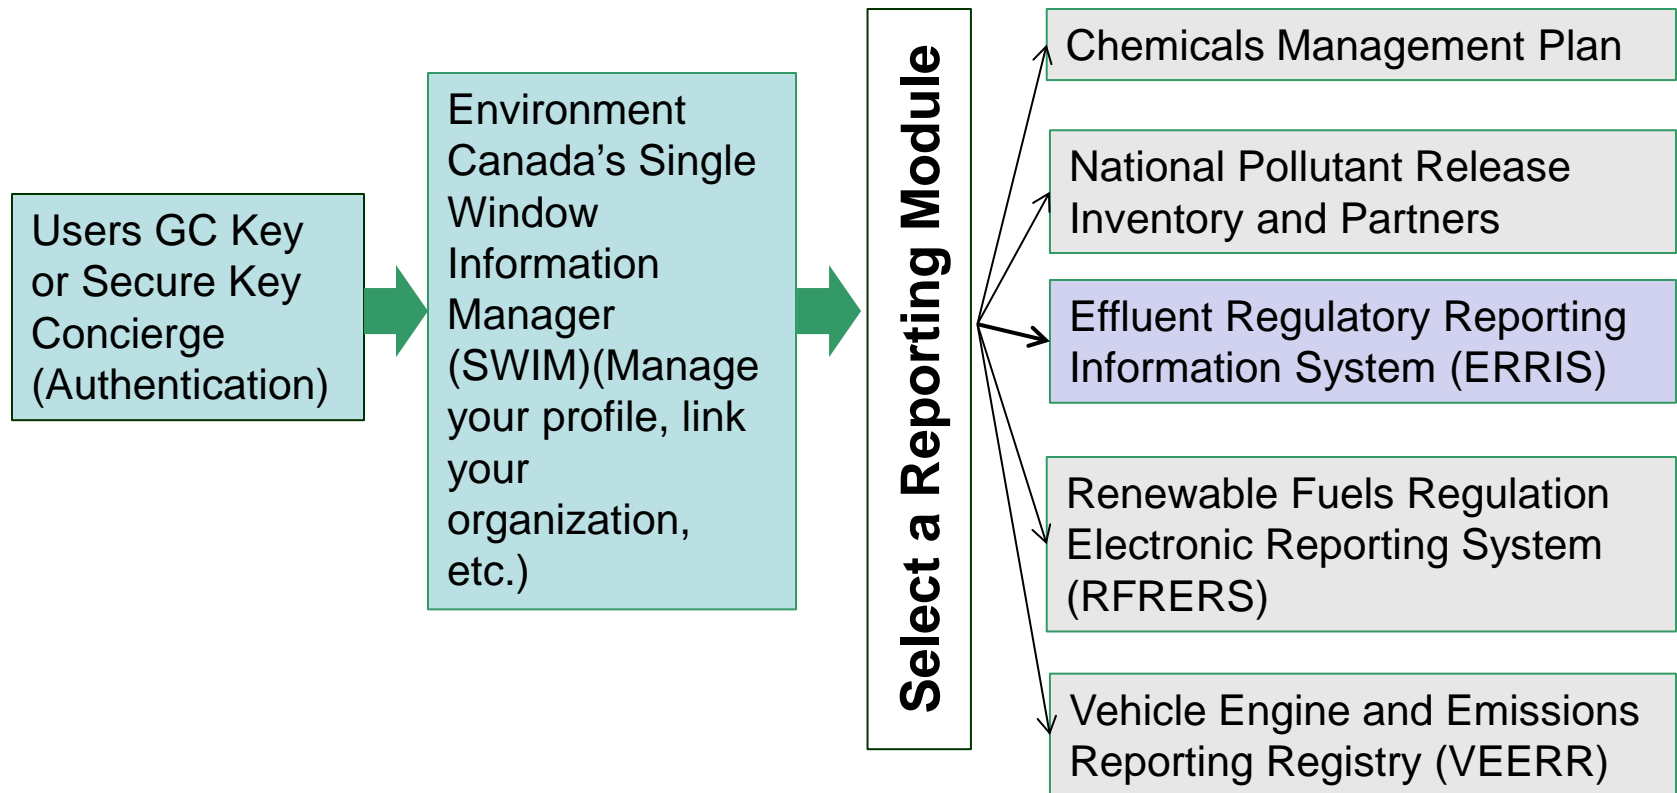 Users GC Key
or Secure Key
Concierge
(Authentication)
Environment
Canada’s Single
Window
Information
Manager
(SWIM)(Manage
your profile, link
your
organization,
etc.)
Select a Reporting Module
Chemicals Management Plan
National Pollutant Release
Inventory and Partners
Effluent Regulatory Reporting
Information System (ERRIS)
Renewable Fuels Regulation
Electronic Reporting System
(RFRERS)
Vehicle Engine and Emissions
Reporting Registry (VEERR)